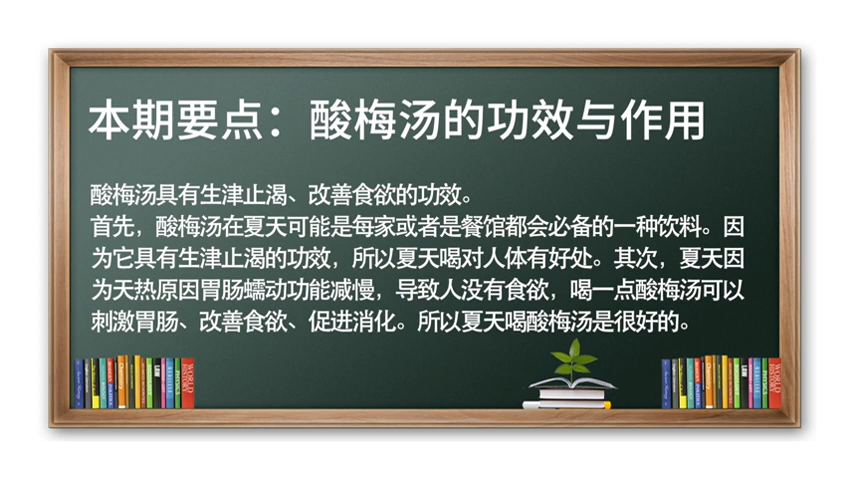 本期要点：酸梅汤的功效与作用
酸梅汤具有生津止渴、改善食欲的功效。
首先，酸梅汤在夏天可能是每家或者是餐馆都会必备的一种饮料。因
为它具有生津止渴的功效，所以夏天喝对人体有好处。其次，夏天因
为天热原因胃肠蠕动功能减慢，导致人没有食欲，喝一点酸梅汤可以
刺激胃肠、改善食欲、促进消化。所以夏天喝酸梅汤是很好的。
WORLD HISTORY
WORLD HISTORY